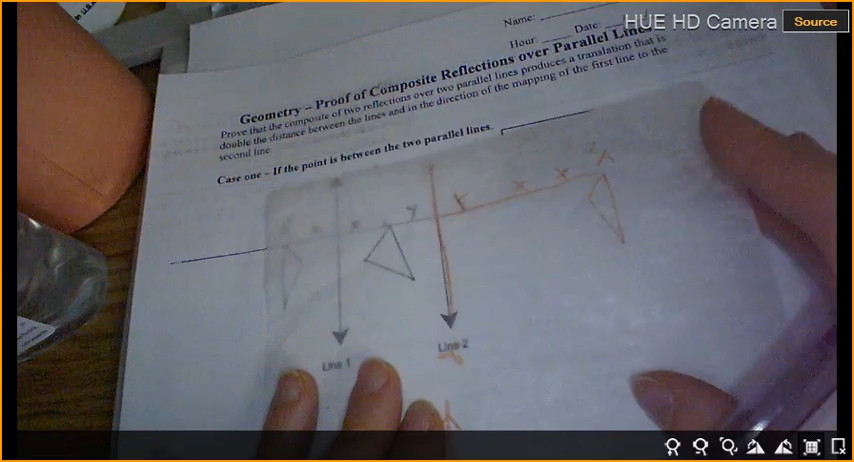 HUE HD Camera
Source
Name:
Hour: Date:
Geometry – Proof of Composite Reflections over Parallel Lines
Prove that the composite of two reflections over two parallel lines produces a translation that is
double the distance between the lines and in the direction of the mapping of the first line to the
second line.
Case one – If the point is between the two parallel lines.
x x y x x
Line 1
Line 2